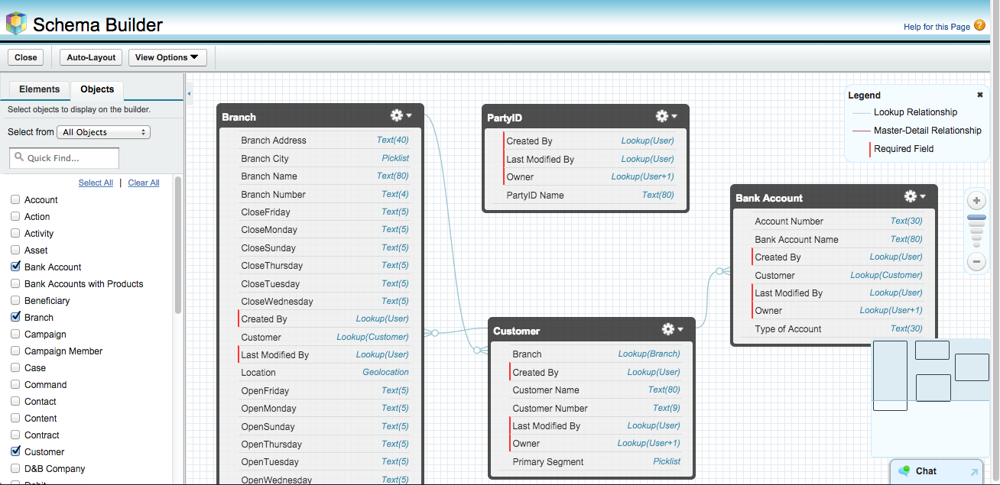 Schema Builder
Help for this Page ?
Close
Auto-Layout
View Options
Elements
Objects
Select objects to display on the builder.
Select from
All Objects
Quick Find...
Select All | Clear All
Account
Action
Activity
Asset
Bank Account
Bank Accounts with Products
Beneficiary
Branch
Campaign
Campaign Member
Case
Command
Contact
Content
Contract
Customer
D&B Company
Debit
Branch
Branch Address Text(40)
Branch City Picklist
Branch Name Text(80)
Branch Number Text(4)
CloseFriday Text(5)
CloseMonday Text(5)
CloseSunday Text(5)
CloseThursday Text(5)
CloseTuesday Text(5)
CloseWednesday Text(5)
Created By Lookup(User)
Customer Lookup(Customer)
Last Modified By Lookup(User)
Location Geolocation
OpenFriday Text(5)
OpenMonday Text(5)
OpenSunday Text(5)
OpenThursday Text(5)
OpenTuesday Text(5)
OpenWednesday Text(5)
PartyID
Created By Lookup(User)
Last Modified By Lookup(User)
Owner Lookup(User+1)
PartyID Name Text(80)
Customer
Branch Lookup(Branch)
Created By Lookup(User)
Customer Name Text(80)
Customer Number Text(9)
Last Modified By Lookup(User)
Owner Lookup(User+1)
Primary Segment Picklist
Bank Account
Account Number Text(30)
Bank Account Name Text(80)
Created By Lookup(User)
Customer Lookup(Customer)
Last Modified By Lookup(User)
Owner Lookup(User+1)
Type of Account Text(30)
Legend
Lookup Relationship
Master-Detail Relationship
Required Field
Chat